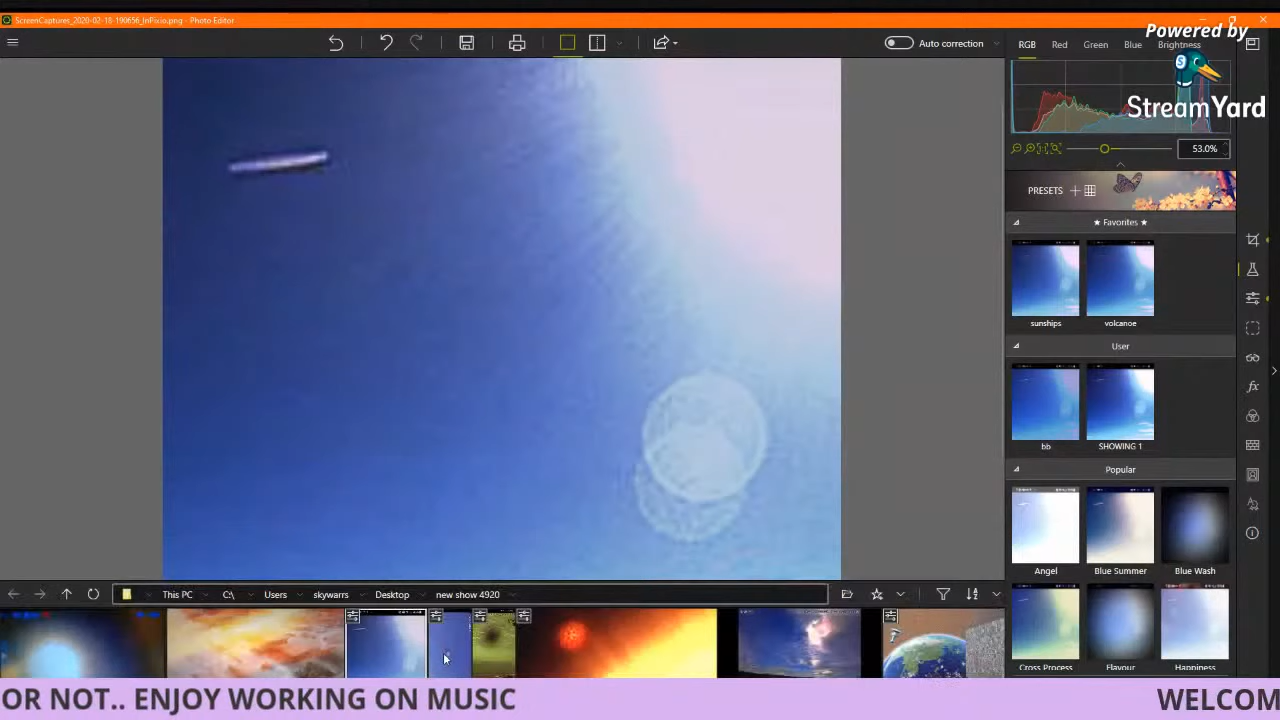 ScreenCaptures_2020-02-18-190656_InPixio.png - Photo Editor
Powered by
StreamYard
Auto correction
RGB
Red
Green
Blue
Brightness
53.0%
PRESETS
★ Favorites ★
sunships
volcano
User
bb
SHOWING 1
Popular
Angel
Blue Summer
Blue Wash
Cross Process
Flavour
Happiness
This PC
C:\
Users
skywars
Desktop
new show 4920
OR NOT.. ENJOY WORKING ON MUSIC
WELCOM